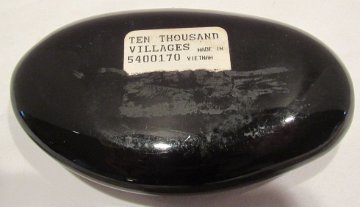 TEN THOUSAND
VILLAGES MADE IN
5400170 VIETNAM